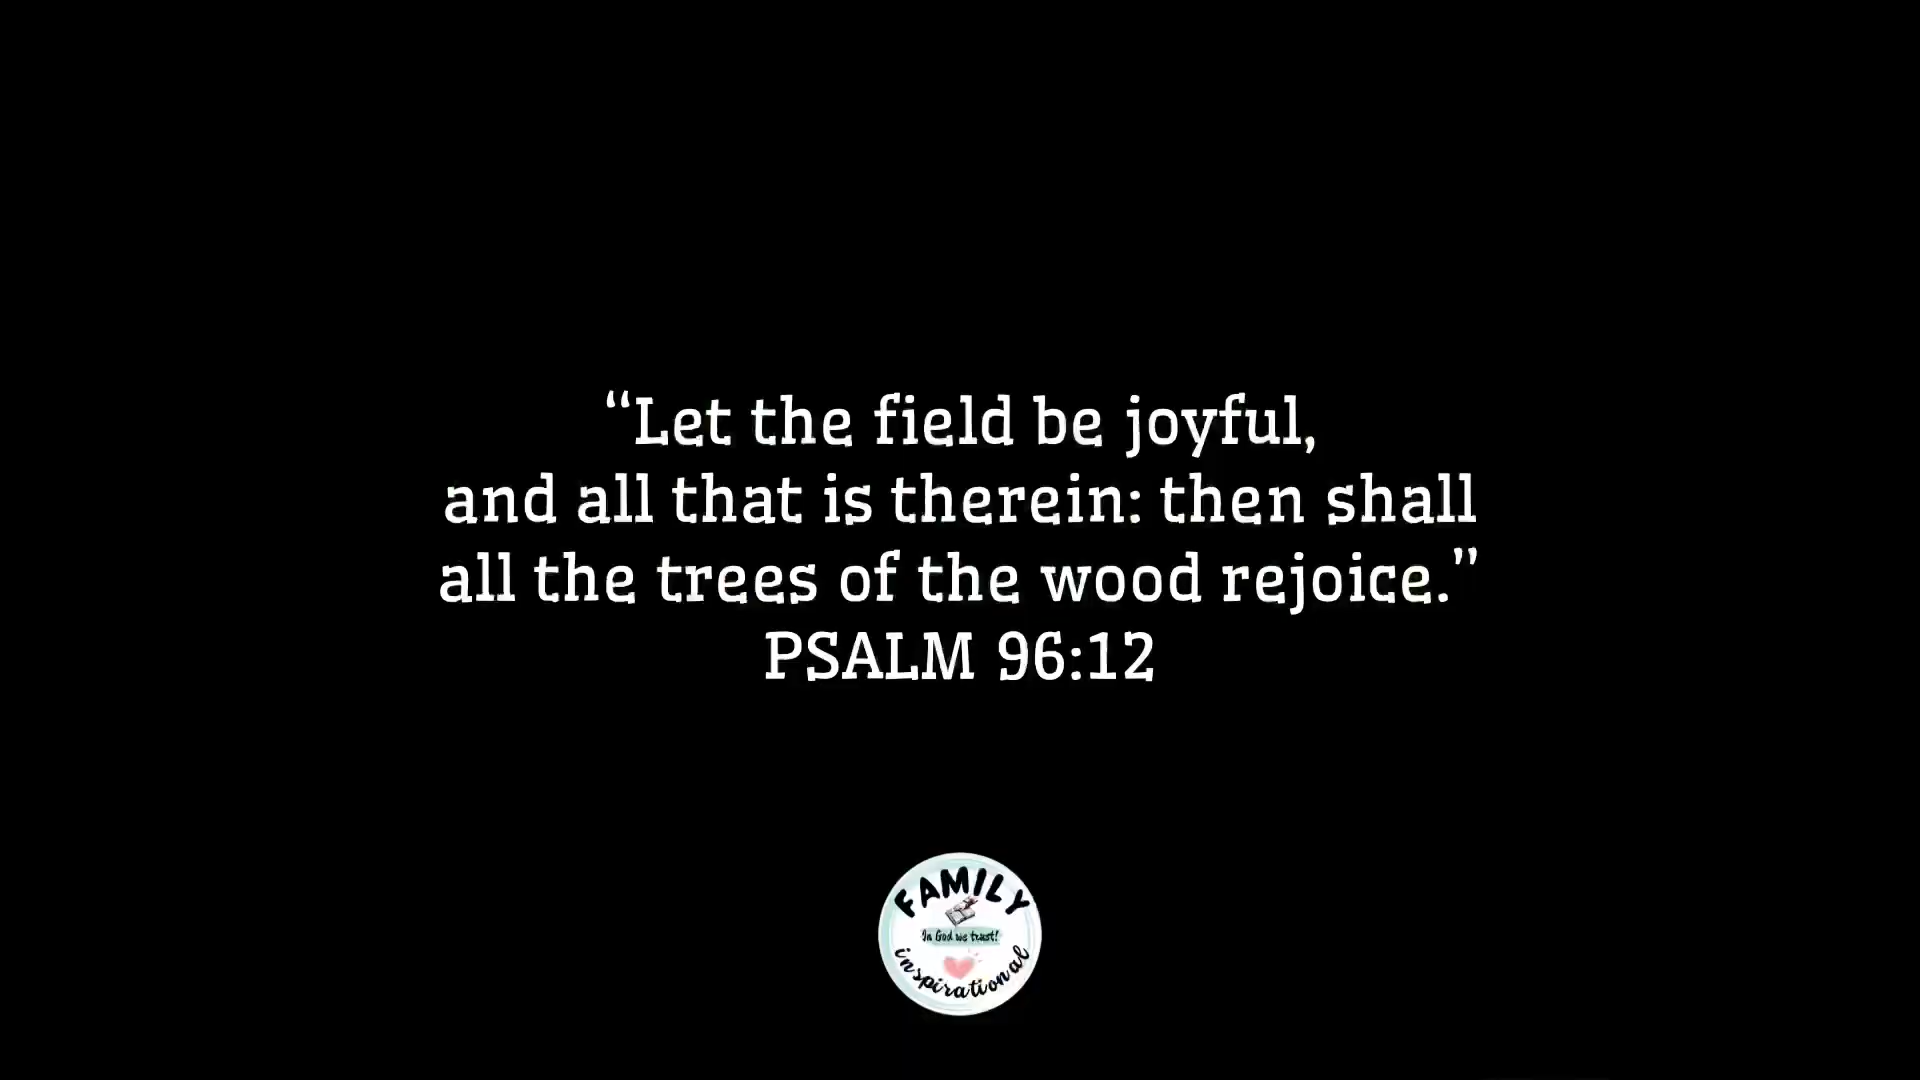 “Let the field be joyful,
and all that is therein: then shall
all the trees of the wood rejoice.”
PSALM 96:12
FAMILY
In God we trust!
inspirational